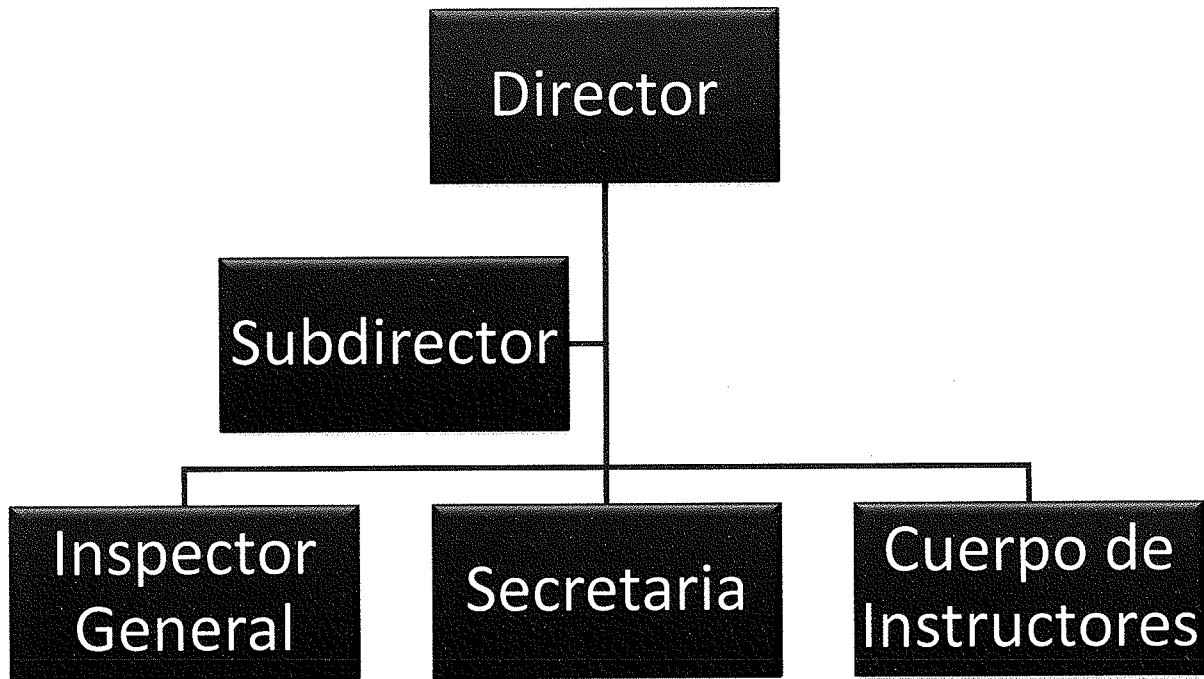 Director
Subdirector
Inspector
General
Secretaria
Cuerpo de
Instructores